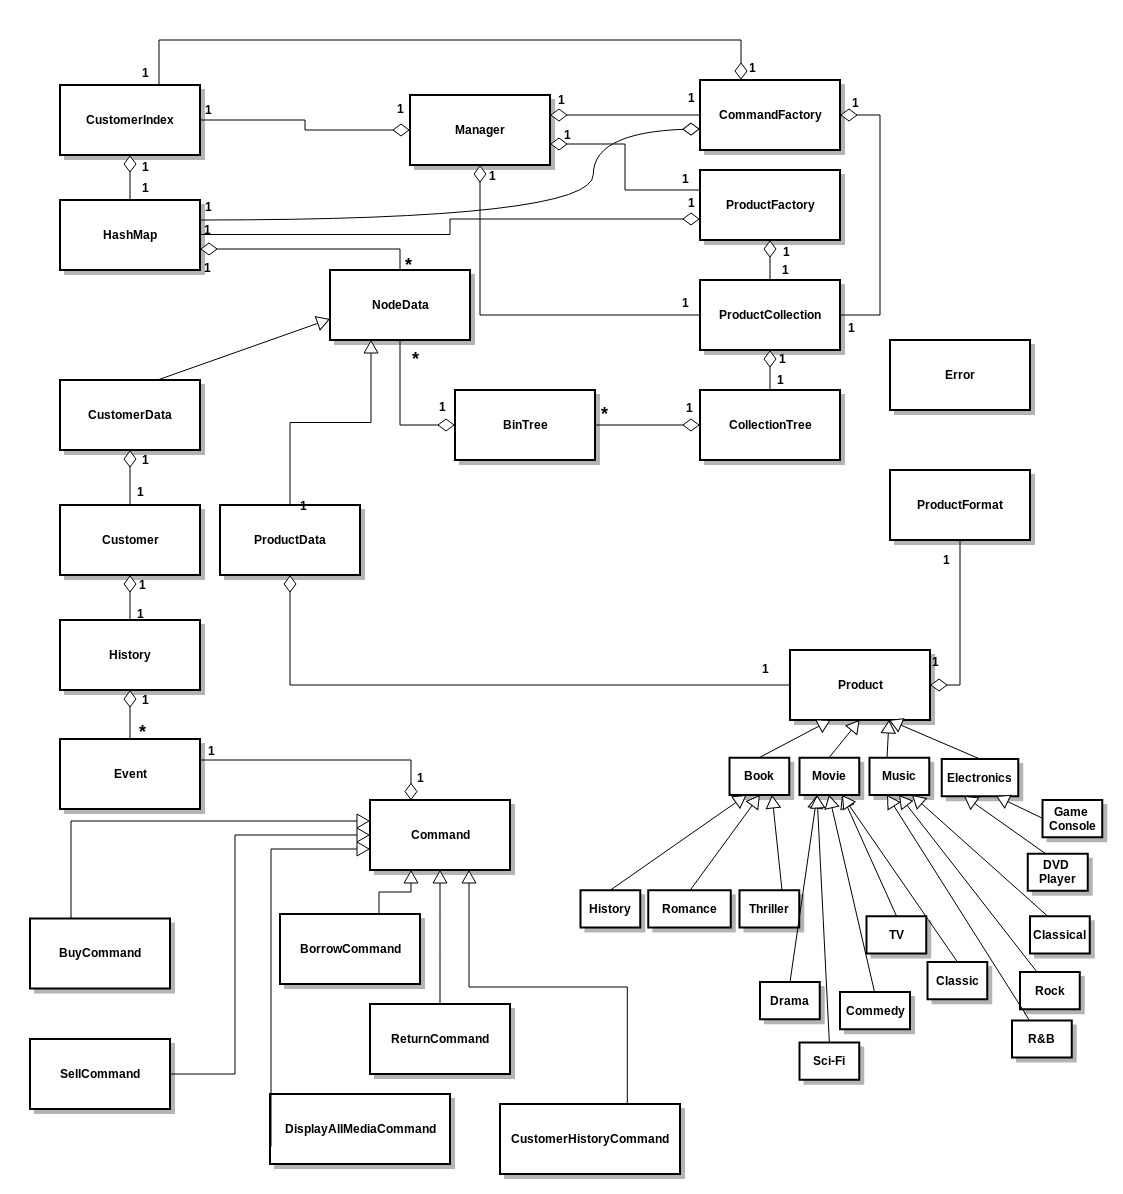 1
1
CustomerIndex
1
1
Manager
1
1
1
CommandFactory
1
1
1
1
1
ProductFactory
1
1
1
HashMap
1
1
1
1
*
NodeData
1
1
ProductCollection
1
*
1
1
Error
CustomerData
1
BinTree
*
1
CollectionTree
1
1
1
ProductFormat
Customer
ProductData
1
1
1
History
1
Product
1
1
*
Event
1
1
Book
Movie
Music
Electronics
Game
Console
Command
DVD
Player
History
Romance
Thriller
TV
Classical
BuyCommand
BorrowCommand
Classic
Rock
Drama
Commedy
ReturnCommand
R&B
Sci-Fi
SellCommand
DisplayAllMediaCommand
CustomerHistoryCommand